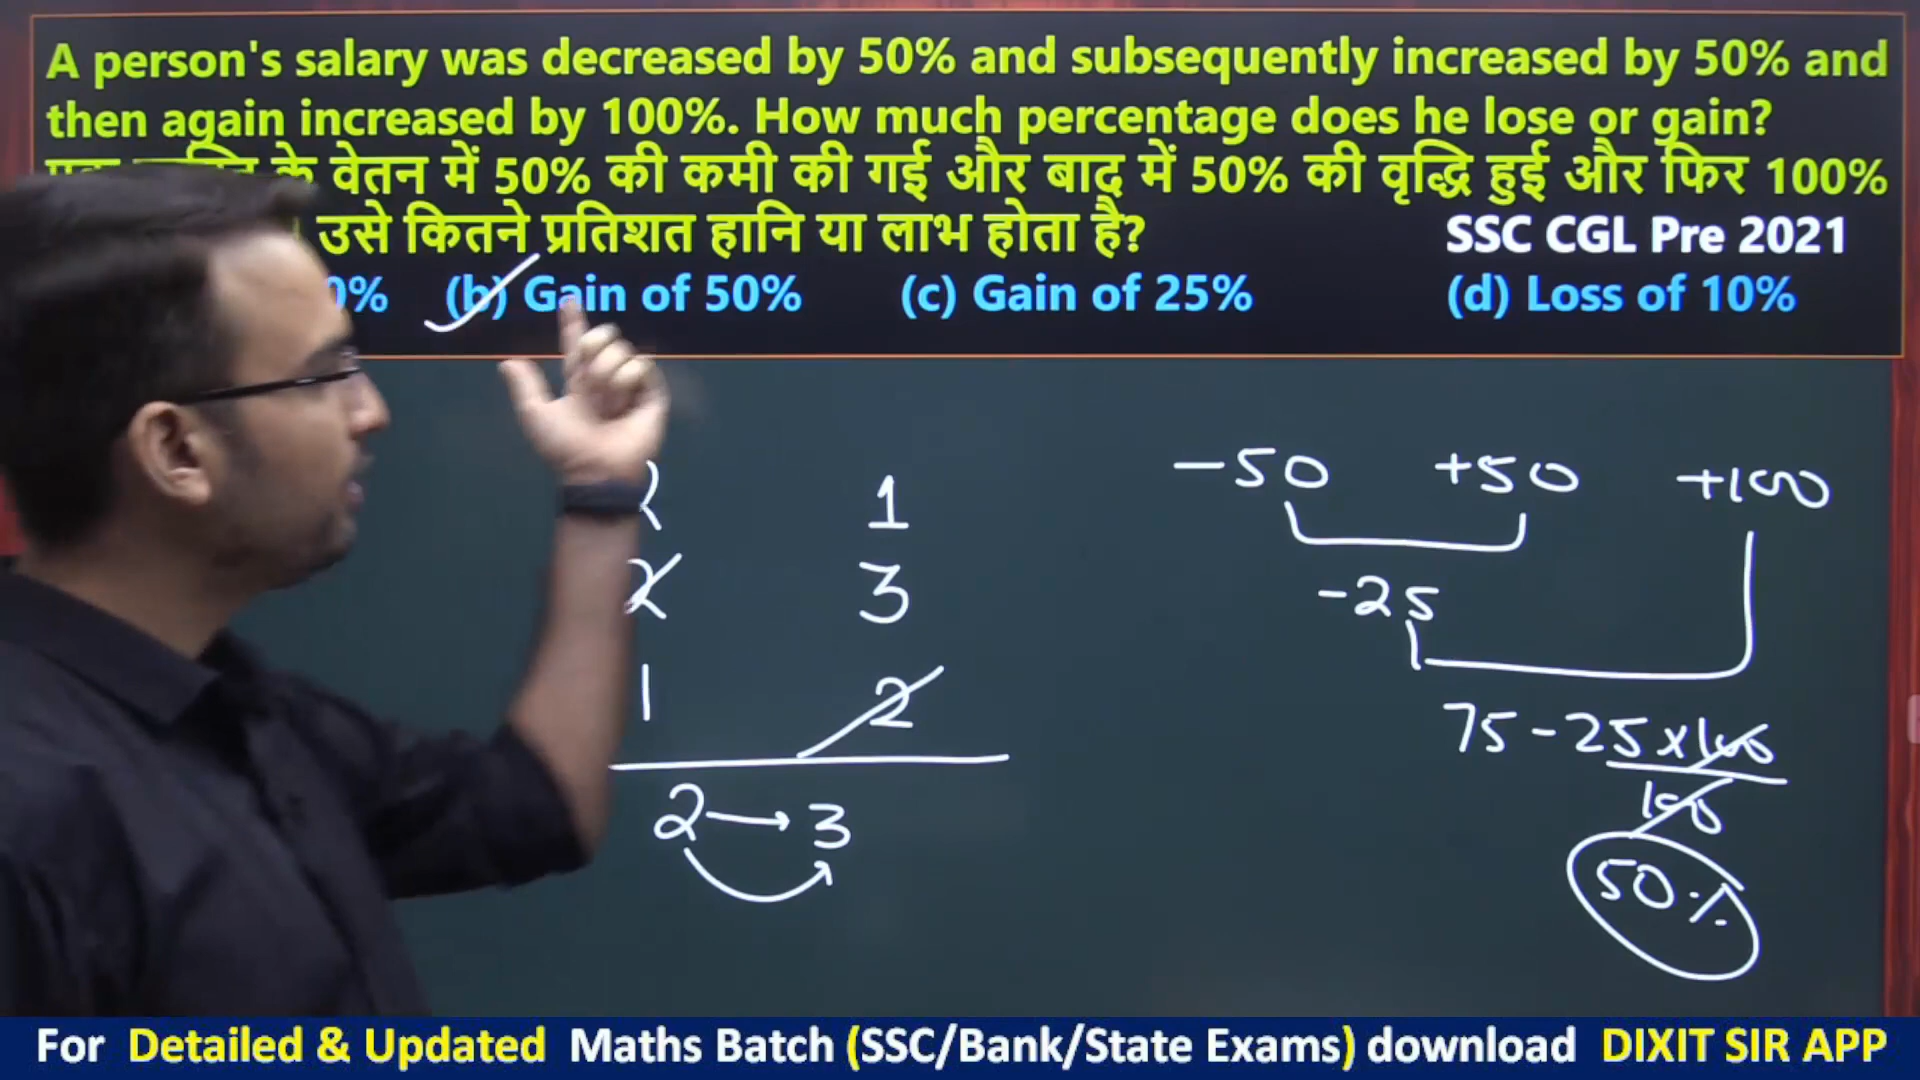 A person's salary was decreased by 50% and subsequently increased by 50% and
then again increased by 100%. How much percentage does he lose or gain?
के वेतन में 50% की कमी की गई और बाद में 50% की वृद्धि हुई और फिर 100%
। उसे कितने प्रतिशत हानि या लाभ होता है? SSC CGL Pre 2021
0% (b) Gain of 50% (c) Gain of 25% (d) Loss of 10%
-50 +50 +100
1
2 3
-25
1 2
75-25x100
100
2 → 3
50%
For Detailed & Updated Maths Batch (SSC/Bank/State Exams) download DIXIT SIR APP